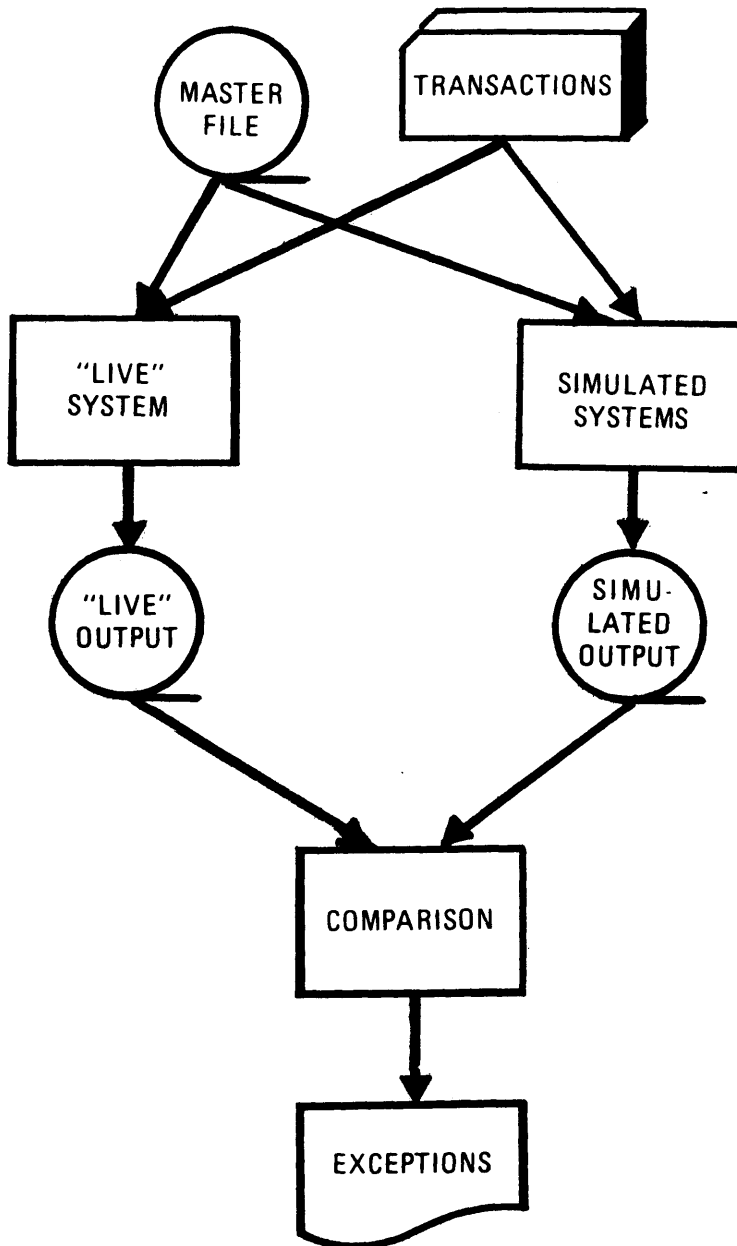 MASTER
FILE
TRANSACTIONS
"LIVE"
SYSTEM
SIMULATED
SYSTEMS
"LIVE"
OUTPUT
SIMU-
LATED
OUTPUT
COMPARISON
EXCEPTIONS